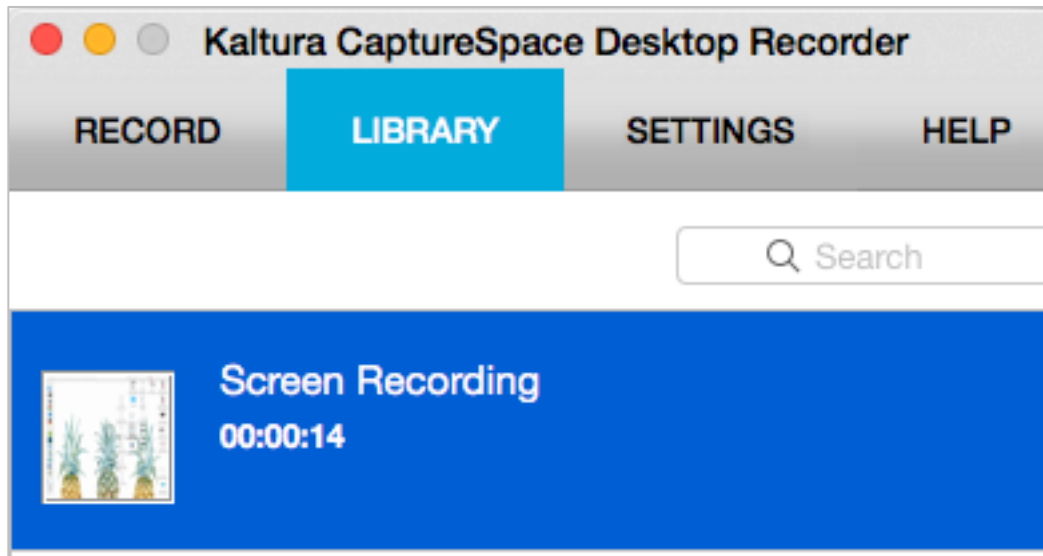 Kaltura CaptureSpace Desktop Recorder
RECORD LIBRARY SETTINGS HELP
Search
Screen Recording
00:00:14